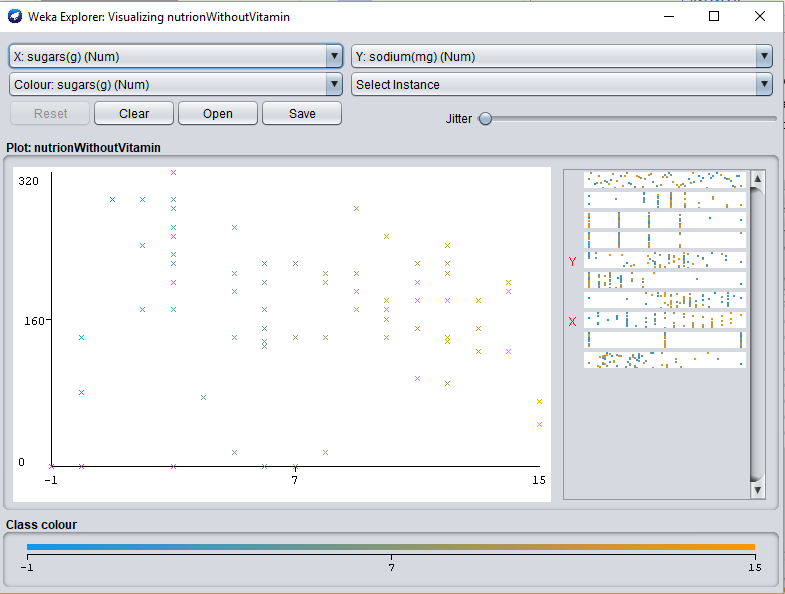 Weka Explorer: Visualizing nutrionWithoutVitamin
X: sugars(g) (Num) Y: sodium(mg) (Num)
Colour: sugars(g) (Num) Select Instance
Reset Clear Open Save Jitter
Plot: nutrionWithoutVitamin
320
160
0
-1 7 15
Y
X
Class colour
-1 7 15